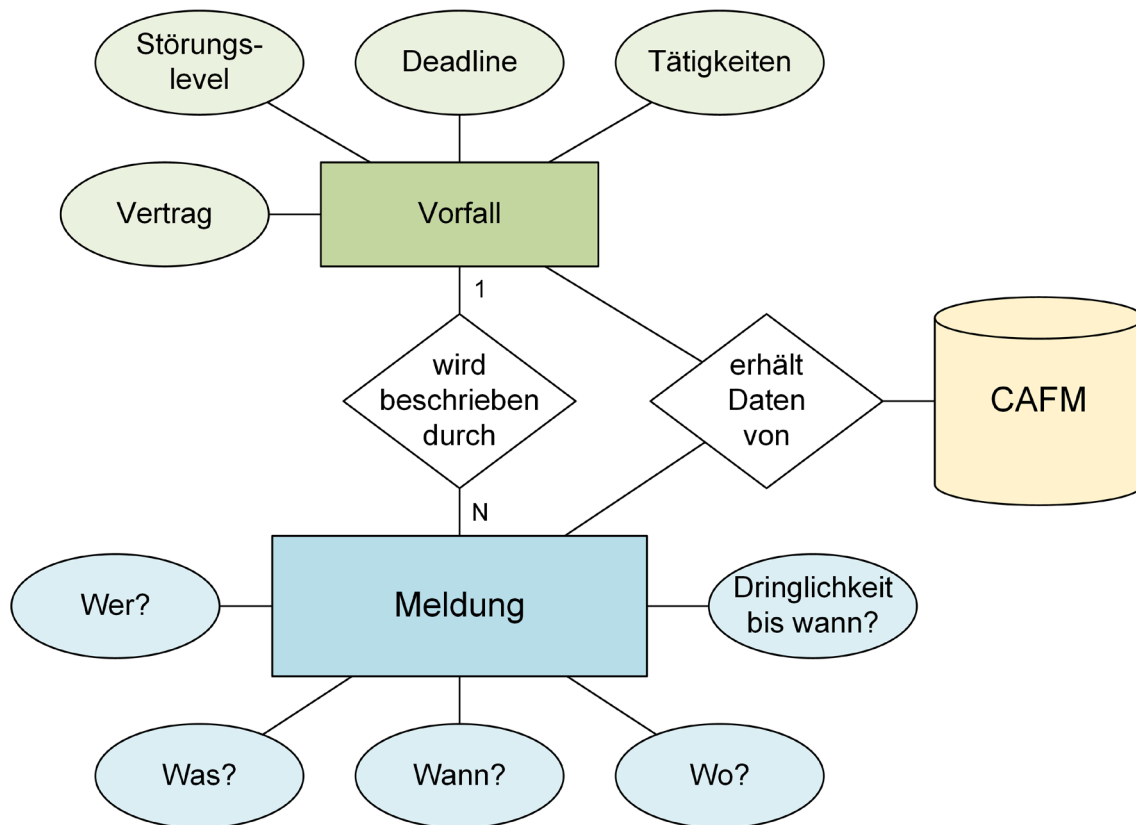 Störungs-
level
Deadline
Tätigkeiten
Vertrag
Vorfall
1
wird
beschrieben
durch
erhält
Daten
von
CAFM
N
Wer?
Meldung
Dringlichkeit
bis wann?
Was?
Wann?
Wo?